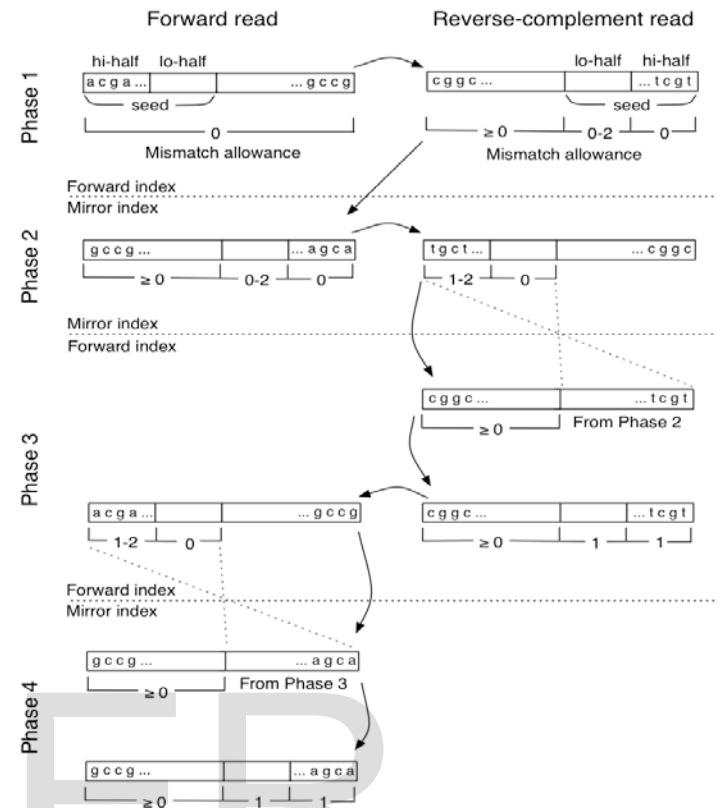 Forward read Reverse-complement read
Phase 1
hi-half lo-half lo-half hi-half
a c g a ... ... g c c g c g g c ... ... t c g t
seed seed
0 ≥ 0 0-2 0
Mismatch allowance Mismatch allowance
Forward index
Mirror index
Phase 2
g c c g ... ... a g c a t g c t ... ... c g g c
≥ 0 0-2 0 1-2 0
Mirror index
Forward index
Phase 3
c g g c ... ... t c g t
≥ 0 From Phase 2
a c g a ... ... g c c g c g g c ... ... t c g t
1-2 0 ≥0 1 1
Forward index
Mirror index
Phase 4
g c c g ... ... a g c a
≥ 0 From Phase 3
g c c g ... ... a g c a
≥0 1 1